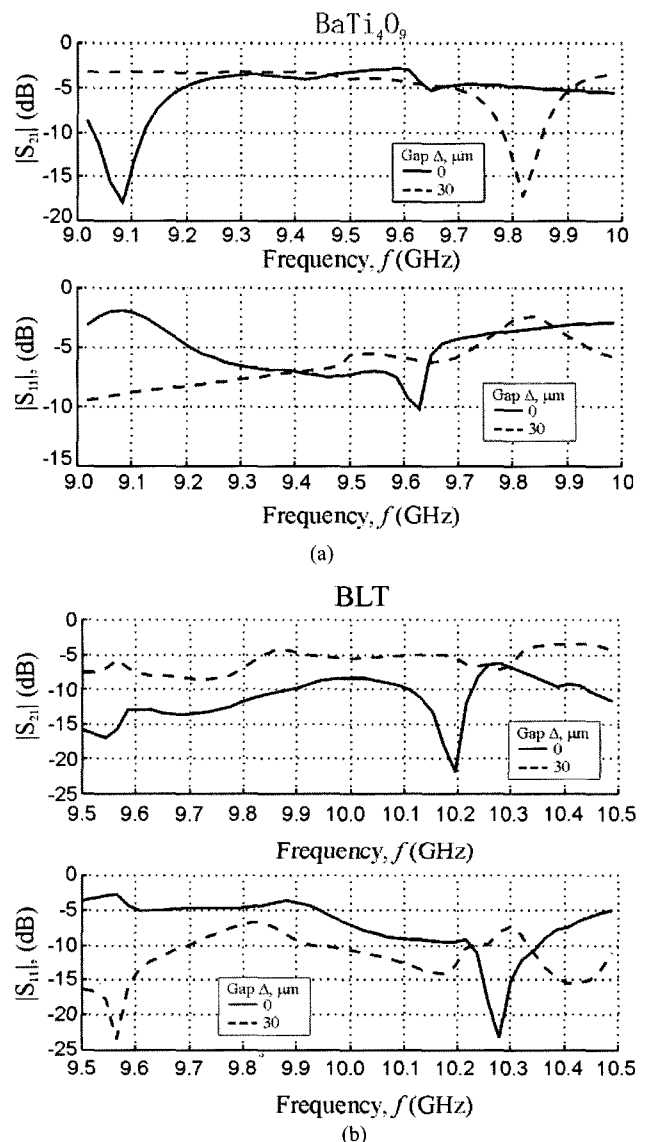 BaTi₄O₉
|S₂₁| (dB)
0
-5
-10
-15
-20
Gap Δ, μm
0
30
9.0 9.1 9.2 9.3 9.4 9.5 9.6 9.7 9.8 9.9 10
Frequency, f (GHz)
|S₁₁|, (dB)
0
-5
-10
-15
Gap Δ, μm
0
30
9.0 9.1 9.2 9.3 9.4 9.5 9.6 9.7 9.8 9.9 10
Frequency, f (GHz)
(a)
BLT
|S₂₁| (dB)
0
-5
-10
-15
-20
-25
Gap Δ, μm
0
30
9.5 9.6 9.7 9.8 9.9 10.0 10.1 10.2 10.3 10.4 10.5
Frequency, f (GHz)
|S₁₁|, (dB)
0
-5
-10
-15
-20
-25
Gap Δ, μm
0
30
9.5 9.6 9.7 9.8 9.9 10.0 10.1 10.2 10.3 10.4 10.5
Frequency, f (GHz)
(b)